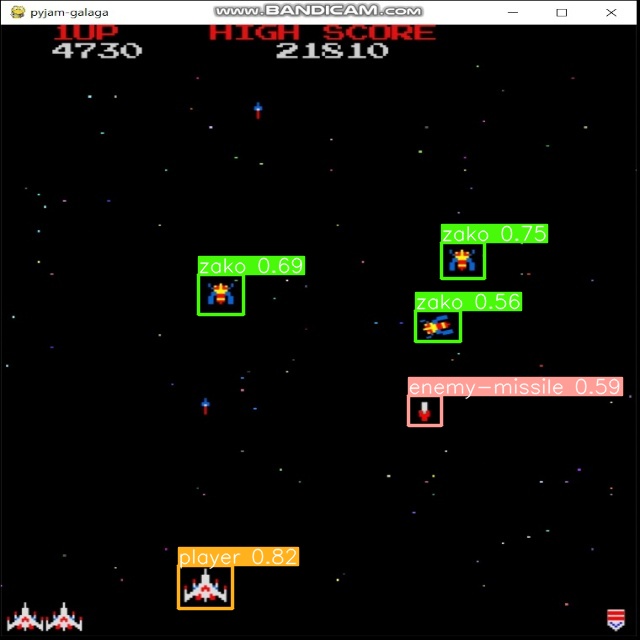 pyjam-galaga
www.BANDICAM.com
1UP HIGH SCORE
4730 21810
zako 0.75
zako 0.69
zako 0.56
enemy-missile 0.59
player 0.82